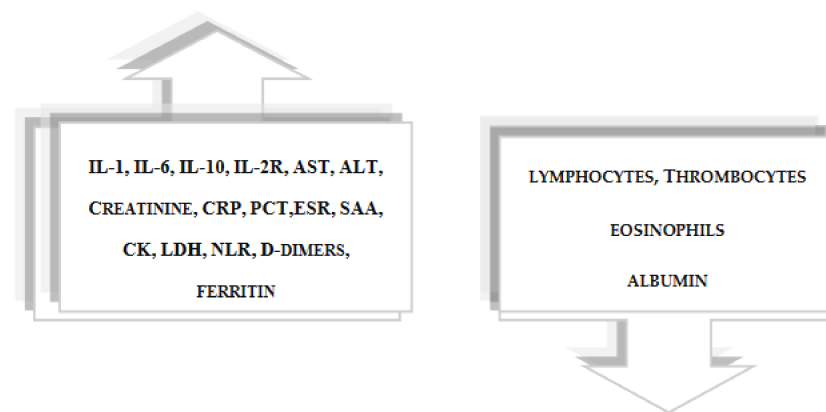 IL-1, IL-6, IL-10, IL-2R, AST, ALT,
CREATININE, CRP, PCT,ESR, SAA,
CK, LDH, NLR, D-DIMERS,
FERRITIN
LYMPHOCYTES, THROMBOCYTES
EOSINOPHILS
ALBUMIN